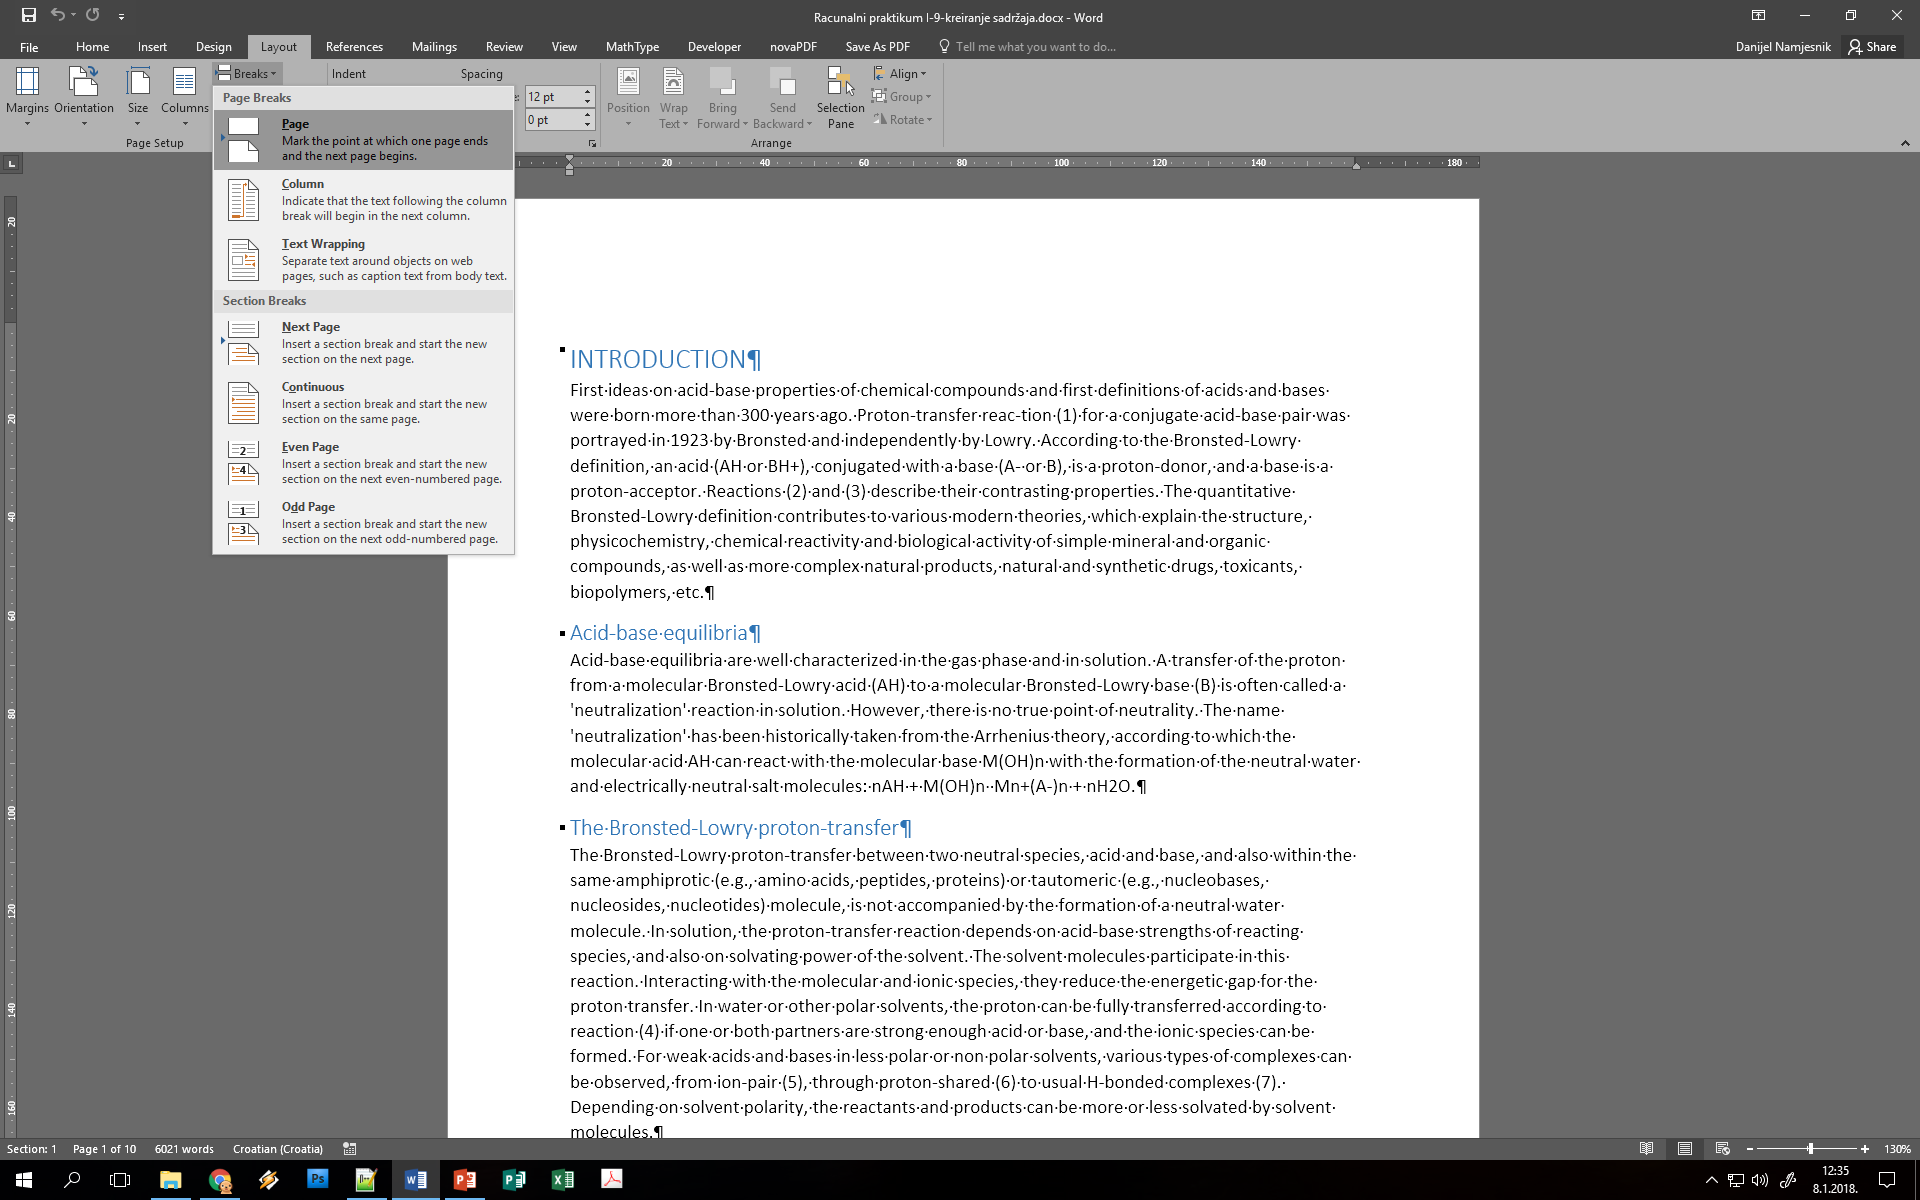 Racunalni praktikum I-9-kreiranje sadržaja.docx - Word
File Home Insert Design Layout References Mailings Review View MathType Developer novaPDF Save As PDF Tell me what you want to do... Danijel Namjesnik Share
Breaks Indent Spacing
Margins Orientation Size Columns
Page Setup
12 pt
0 pt
Position Wrap Text Bring Forward Send Backward Selection Pane
Align
Group
Rotate
Arrange
Page Breaks
Page
Mark the point at which one page ends
and the next page begins.
Column
Indicate that the text following the column
break will begin in the next column.
Text Wrapping
Separate text around objects on web
pages, such as caption text from body text.
Section Breaks
Next Page
Insert a section break and start the new
section on the next page.
Continuous
Insert a section break and start the new
section on the same page.
Even Page
Insert a section break and start the new
section on the next even-numbered page.
Odd Page
Insert a section break and start the new
section on the next odd-numbered page.
20 40 60 80 100 120 140 180
20
20
40
60
80
100
120
140
160
INTRODUCTION¶
First·ideas·on·acid-base·properties·of·chemical·compounds·and·first·definitions·of·acids·and·bases·
were·born·more·than·300·years·ago.·Proton-transfer·reac-tion·(1)·for·a·conjugate·acid-base·pair·was·
portrayed·in·1923·by·Bronsted·and·independently·by·Lowry.·According·to·the·Bronsted-Lowry·
definition,·an·acid·(AH·or·BH+),·conjugated·with·a·base·(A-·or·B),·is·a·proton-donor,·and·a·base·is·a·
proton-acceptor.·Reactions·(2)·and·(3)·describe·their·contrasting·properties.·The·quantitative·
Bronsted-Lowry·definition·contributes·to·various·modern·theories,·which·explain·the·structure,·
physicochemistry,·chemical·reactivity·and·biological·activity·of·simple·mineral·and·organic·
compounds,·as·well·as·more·complex·natural·products,·natural·and·synthetic·drugs,·toxicants,·
biopolymers,·etc.¶
Acid-base·equilibria¶
Acid-base·equilibria·are·well·characterized·in·the·gas·phase·and·in·solution.·A·transfer·of·the·proton·
from·a·molecular·Bronsted-Lowry·acid·(AH)·to·a·molecular·Bronsted-Lowry·base·(B)·is·often·called·a·
'neutralization'·reaction·in·solution.·However,·there·is·no·true·point·of·neutrality.·The·name·
'neutralization'·has·been·historically·taken·from·the·Arrhenius·theory,·according·to·which·the·
molecular·acid·AH·can·react·with·the·molecular·base·M(OH)n·with·the·formation·of·the·neutral·water·
and·electrically·neutral·salt·molecules:·nAH·+·M(OH)n··Mn+(A-)n·+·nH2O.¶
The·Bronsted-Lowry·proton-transfer¶
The·Bronsted-Lowry·proton-transfer·between·two·neutral·species,·acid·and·base,·and·also·within·the·
same·amphiprotic·(e.g.,·amino·acids,·peptides,·proteins)·or·tautomeric·(e.g.,·nucleobases,·
nucleosides,·nucleotides)·molecule,·is·not·accompanied·by·the·formation·of·a·neutral·water·
molecule.·In·solution,·the·proton-transfer·reaction·depends·on·acid-base·strengths·of·reacting·
species,·and·also·on·solvating·power·of·the·solvent.·The·solvent·molecules·participate·in·this·
reaction.·Interacting·with·the·molecular·and·ionic·species,·they·reduce·the·energetic·gap·for·the·
proton·transfer.·In·water·or·other·polar·solvents,·the·proton·can·be·fully·transferred·according·to·
reaction·(4)·if·one·or·both·partners·are·strong·enough·acid·or·base,·and·the·ionic·species·can·be·
formed.·For·weak·acids·and·bases·in·less·polar·or·non·polar·solvents,·various·types·of·complexes·can·
be·observed,·from·ion-pair·(5),·through·proton-shared·(6)·to·usual·H-bonded·complexes·(7).·
Depending·on·solvent·polarity,·the·reactants·and·products·can·be·more·or·less·solvated·by·solvent·
molecules.¶
Section: 1 Page 1 of 10 6021 words Croatian (Croatia) 130%
12:35
8.1.2018.